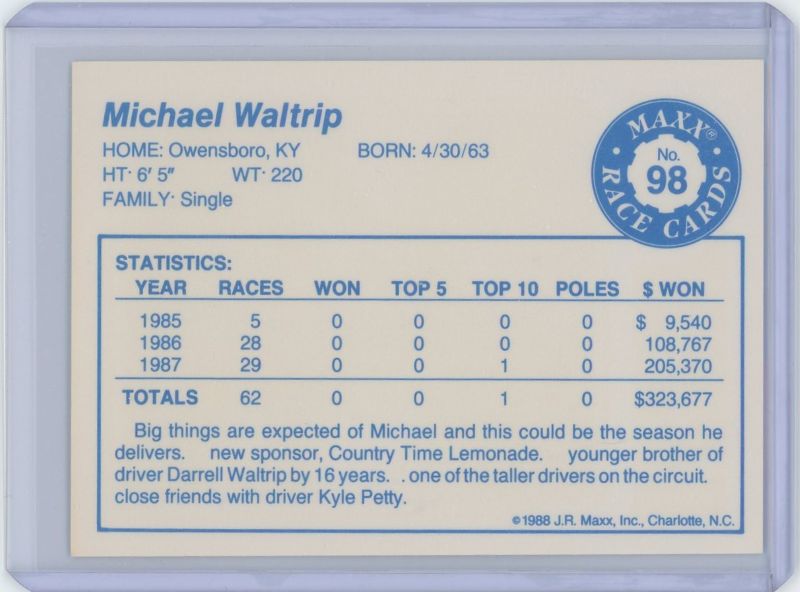 Michael Waltrip
HOME: Owensboro, KY BORN: 4/30/63
HT· 6' 5" WT· 220
FAMILY· Single
MAXX®
No.
98
RACE CARDS
STATISTICS:
YEAR RACES WON TOP 5 TOP 10 POLES $ WON
1985 5 0 0 0 0 $ 9,540
1986 28 0 0 0 0 108,767
1987 29 0 0 1 0 205,370
TOTALS 62 0 0 1 0 $323,677
Big things are expected of Michael and this could be the season he
delivers. new sponsor, Country Time Lemonade. younger brother of
driver Darrell Waltrip by 16 years. . one of the taller drivers on the circuit.
close friends with driver Kyle Petty.
©1988 J.R. Maxx, Inc., Charlotte, N.C.